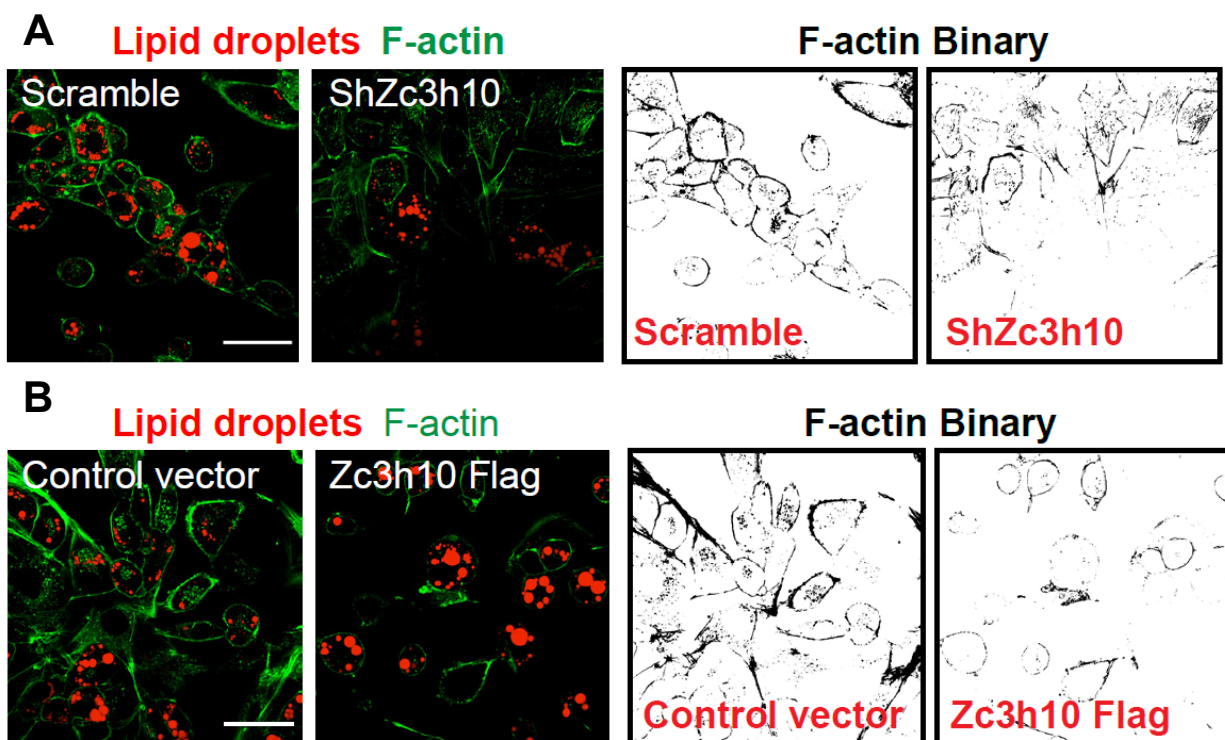 A
Lipid droplets F-actin
F-actin Binary
Scramble
ShZc3h10
Scramble
ShZc3h10
B
Lipid droplets F-actin
F-actin Binary
Control vector
Zc3h10 Flag
Control vector
Zc3h10 Flag